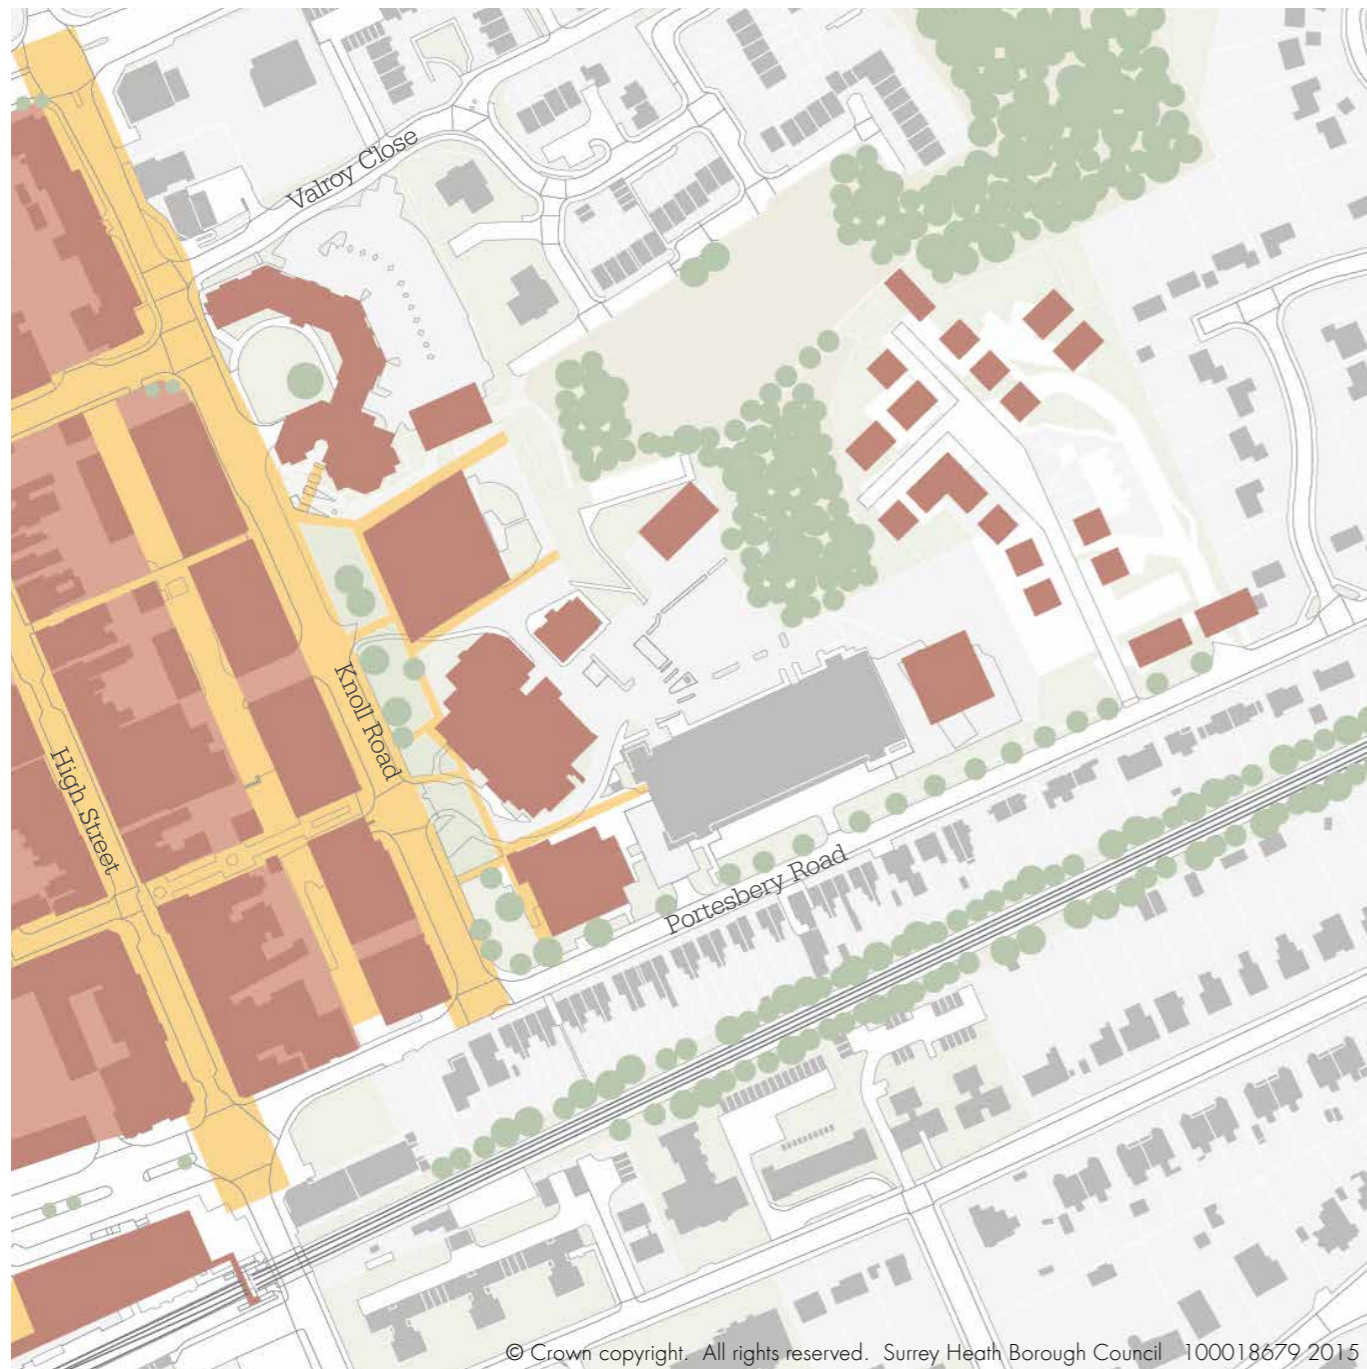 Valroy Close
Knoll Road
High Street
Portesbery Road
© Crown copyright. All rights reserved. Surrey Heath Borough Council 100018679 2015